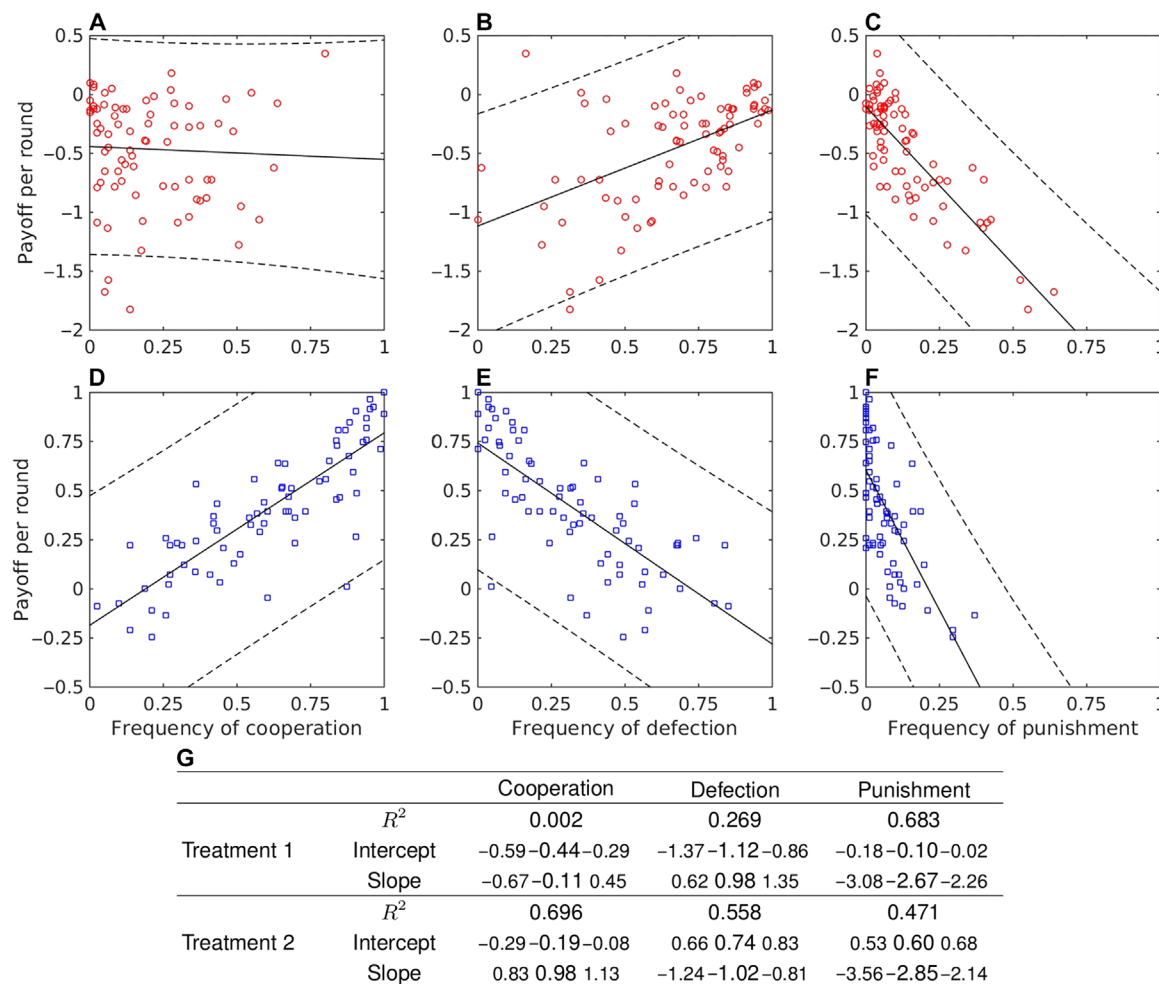 A B C
0.5 0.5 0.5
0 0 0
−0.5 −0.5 −0.5
−1 −1 −1
−1.5 −1.5 −1.5
−2 −2 −2
Payoff per round
0 0.25 0.5 0.75 1 0 0.25 0.5 0.75 1 0 0.25 0.5 0.75 1
D E F
1 1 1
0.75 0.75 0.75
0.5 0.5 0.5
0.25 0.25 0.25
0 0 0
−0.25 −0.25 −0.25
−0.5 −0.5 −0.5
Payoff per round
0 0.25 0.5 0.75 1 0 0.25 0.5 0.75 1 0 0.25 0.5 0.75 1
Frequency of cooperation Frequency of defection Frequency of punishment
G
Cooperation Defection Punishment
R² 0.002 0.269 0.683
Treatment 1 Intercept −0.59 −0.44 −0.29 −1.37 −1.12 −0.86 −0.18 −0.10 −0.02
Slope −0.67 −0.11 0.45 0.62 0.98 1.35 −3.08 −2.67 −2.26
R² 0.696 0.558 0.471
Treatment 2 Intercept −0.29 −0.19 −0.08 0.66 0.74 0.83 0.53 0.60 0.68
Slope 0.83 0.98 1.13 −1.24 −1.02 −0.81 −3.56 −2.85 −2.14